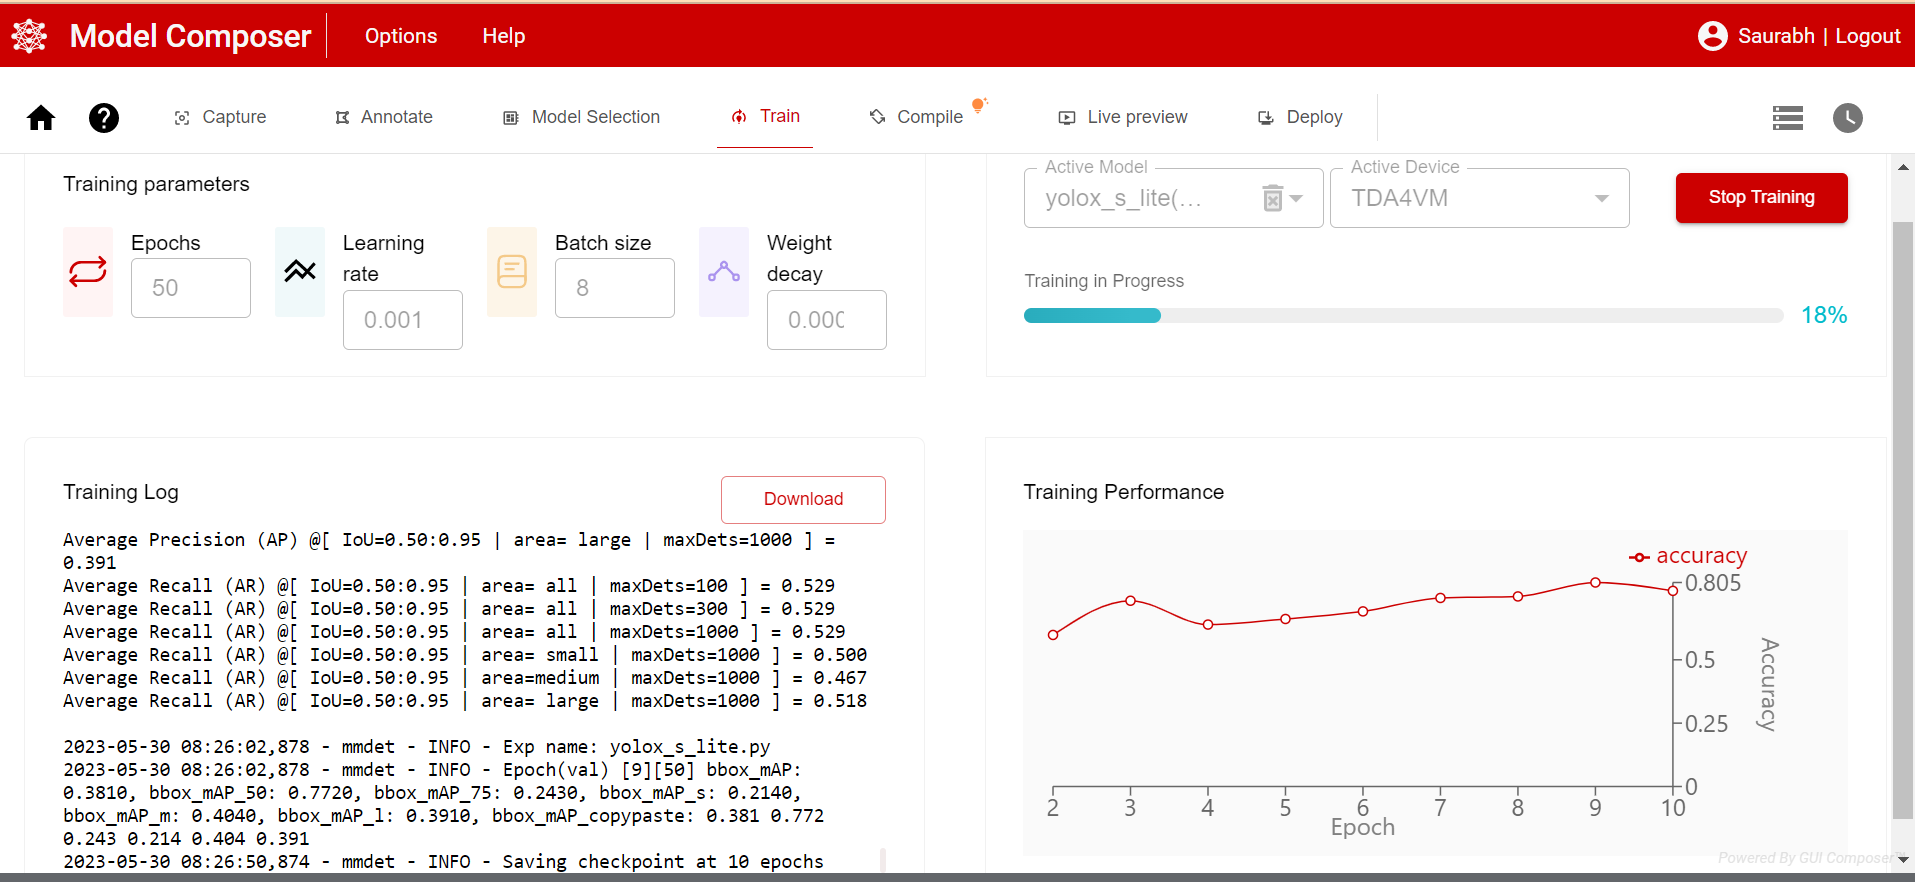 Model Composer
Options
Help
Saurabh | Logout
Capture
Annotate
Model Selection
Train
Compile
Live preview
Deploy
Training parameters
Epochs
50
Learning
rate
0.001
Batch size
8
Weight
decay
0.000
Active Model
yolox_s_lite(...
Active Device
TDA4VM
Stop Training
Training in Progress
18%
Training Log
Download
Average Precision (AP) @[ IoU=0.50:0.95 | area= large | maxDets=1000 ] =
0.391
Average Recall (AR) @[ IoU=0.50:0.95 | area= all | maxDets=100 ] = 0.529
Average Recall (AR) @[ IoU=0.50:0.95 | area= all | maxDets=300 ] = 0.529
Average Recall (AR) @[ IoU=0.50:0.95 | area= all | maxDets=1000 ] = 0.529
Average Recall (AR) @[ IoU=0.50:0.95 | area= small | maxDets=1000 ] = 0.500
Average Recall (AR) @[ IoU=0.50:0.95 | area=medium | maxDets=1000 ] = 0.467
Average Recall (AR) @[ IoU=0.50:0.95 | area= large | maxDets=1000 ] = 0.518
2023-05-30 08:26:02,878 - mmdet - INFO - Exp name: yolox_s_lite.py
2023-05-30 08:26:02,878 - mmdet - INFO - Epoch(val) [9][50] bbox_mAP:
0.3810, bbox_mAP_50: 0.7720, bbox_mAP_75: 0.2430, bbox_mAP_s: 0.2140,
bbox_mAP_m: 0.4040, bbox_mAP_l: 0.3910, bbox_mAP_copypaste: 0.381 0.772
0.243 0.214 0.404 0.391
2023-05-30 08:26:50,874 - mmdet - INFO - Saving checkpoint at 10 epochs
Training Performance
accuracy
0.805
0.5
0.25
0
Accuracy
2 3 4 5 6 7 8 9 10
Epoch
Powered By GUI Composer™